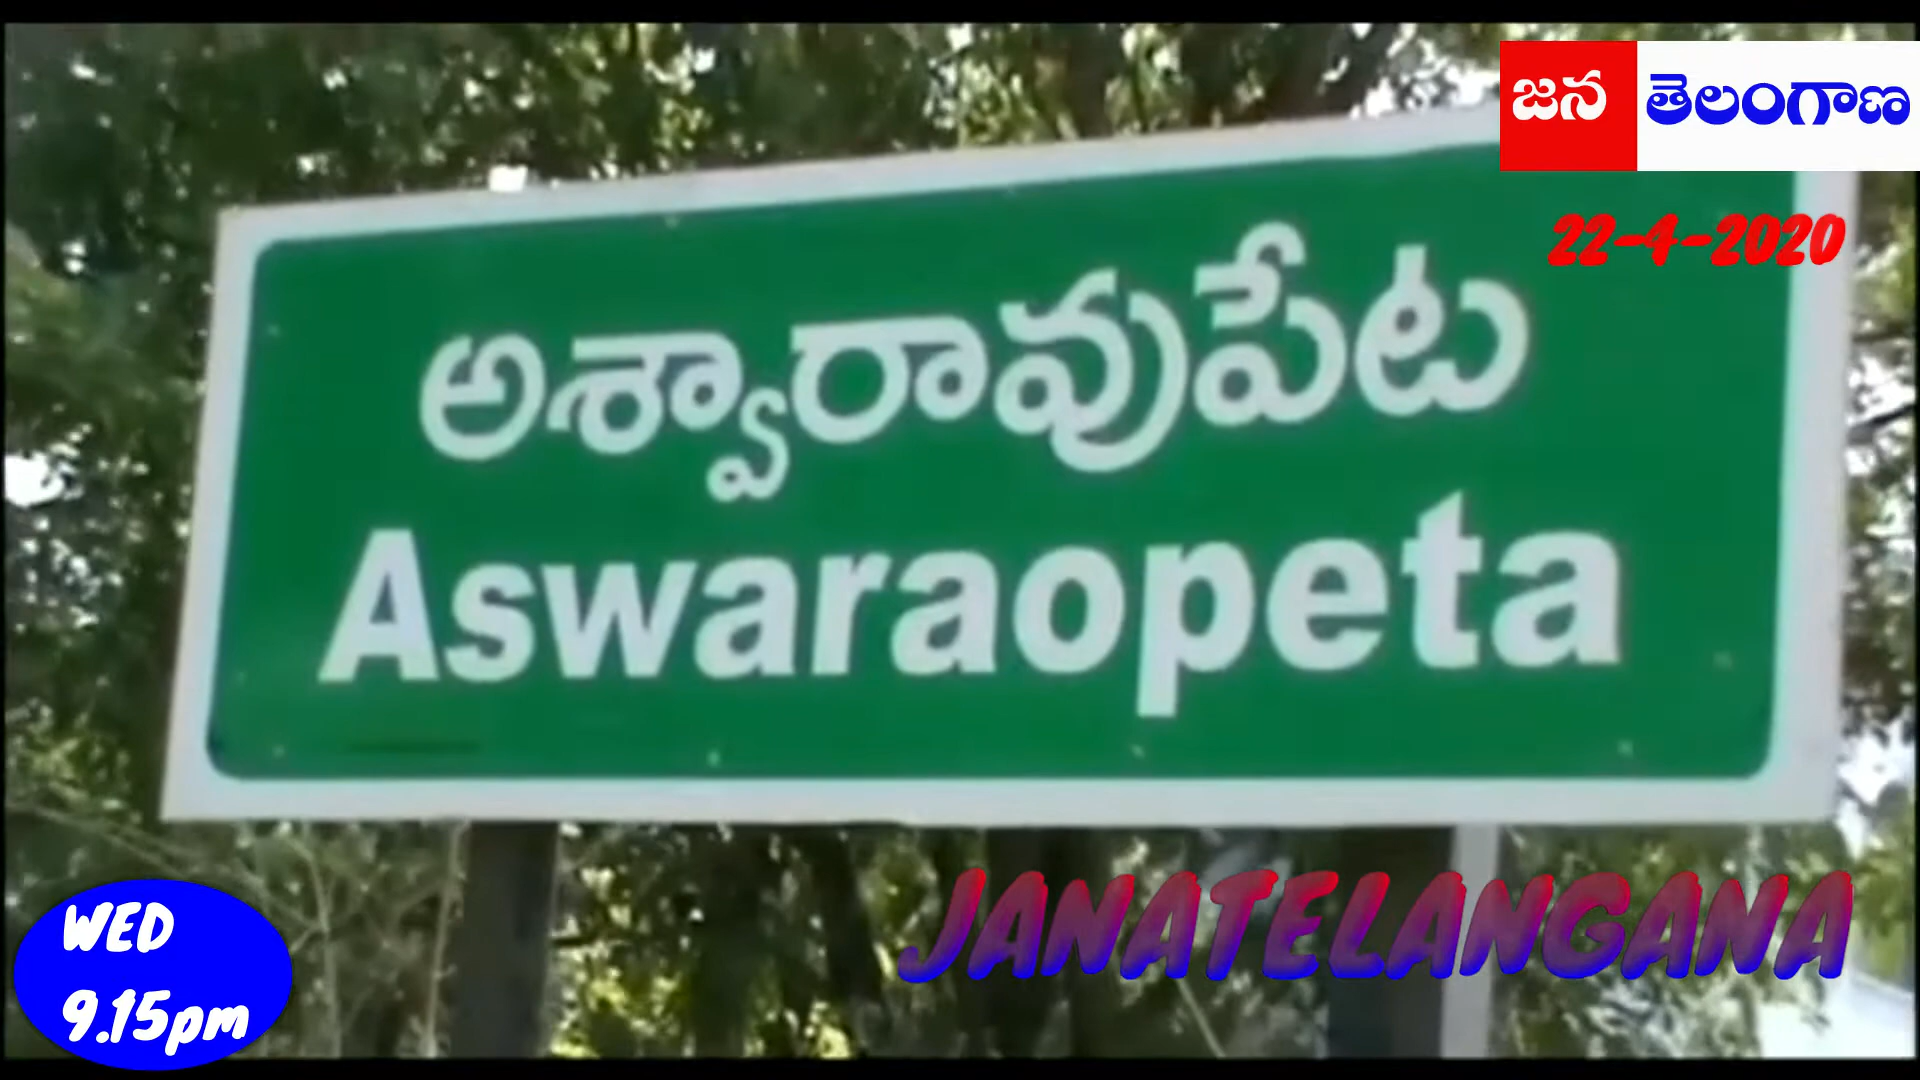 జన తెలంగాణ
22-4-2020
అశ్వారావుపేట
Aswaraopeta
JANATELANGANA
WED
9.15pm